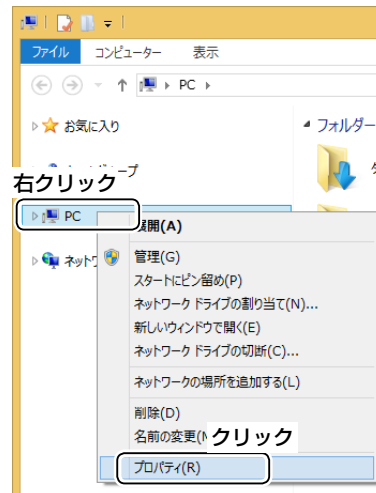 ファイル コンピューター 表示
PC
お気に入り
フォルダー
右クリック
PC
展開(A)
管理(G)
スタートにピン留め(P)
ネットワーク ドライブの割り当て(N)...
新しいウィンドウで開く(E)
ネットワーク ドライブの切断(C)...
ネットワークの場所を追加する(L)
削除(D)
名前の変更(
クリック
プロパティ(R)